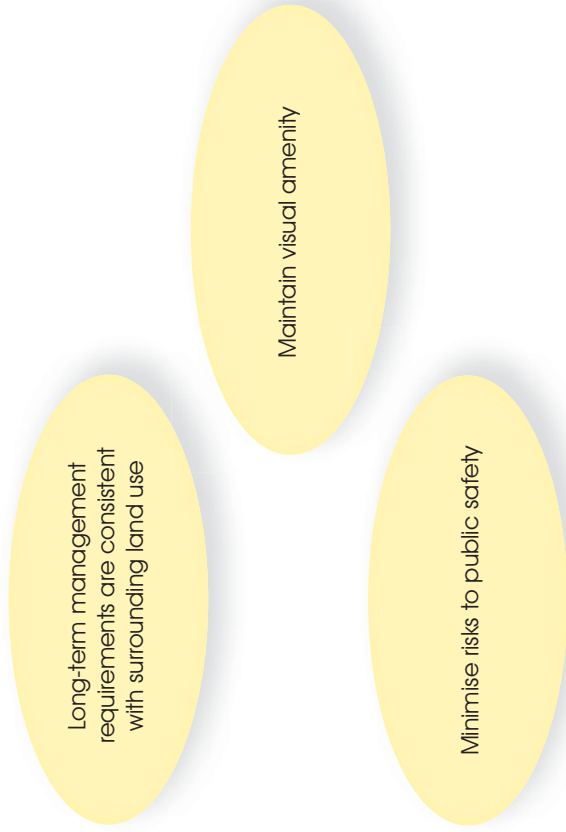 Long-term management
requirements are consistent
with surrounding land use
Maintain visual amenity
Minimise risks to public safety